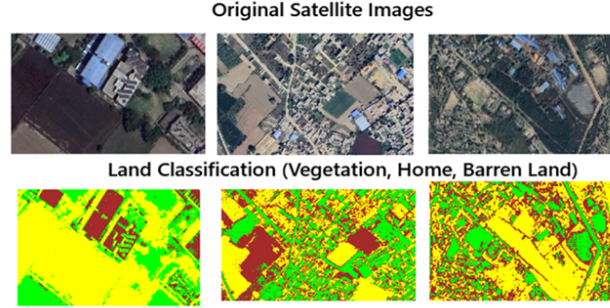 Original Satellite Images
Land Classification (Vegetation, Home, Barren Land)